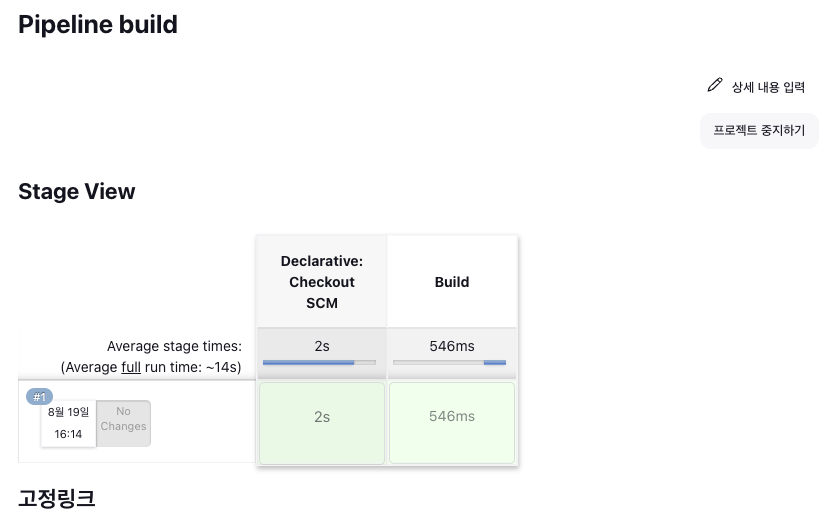 Pipeline build
상세 내용 입력
프로젝트 중지하기
Stage View
Declarative:
Checkout
SCM
Build
Average stage times:
(Average full run time: ~14s)
2s
546ms
#1
8월 19일
16:14
No
Changes
2s
546ms
고정링크